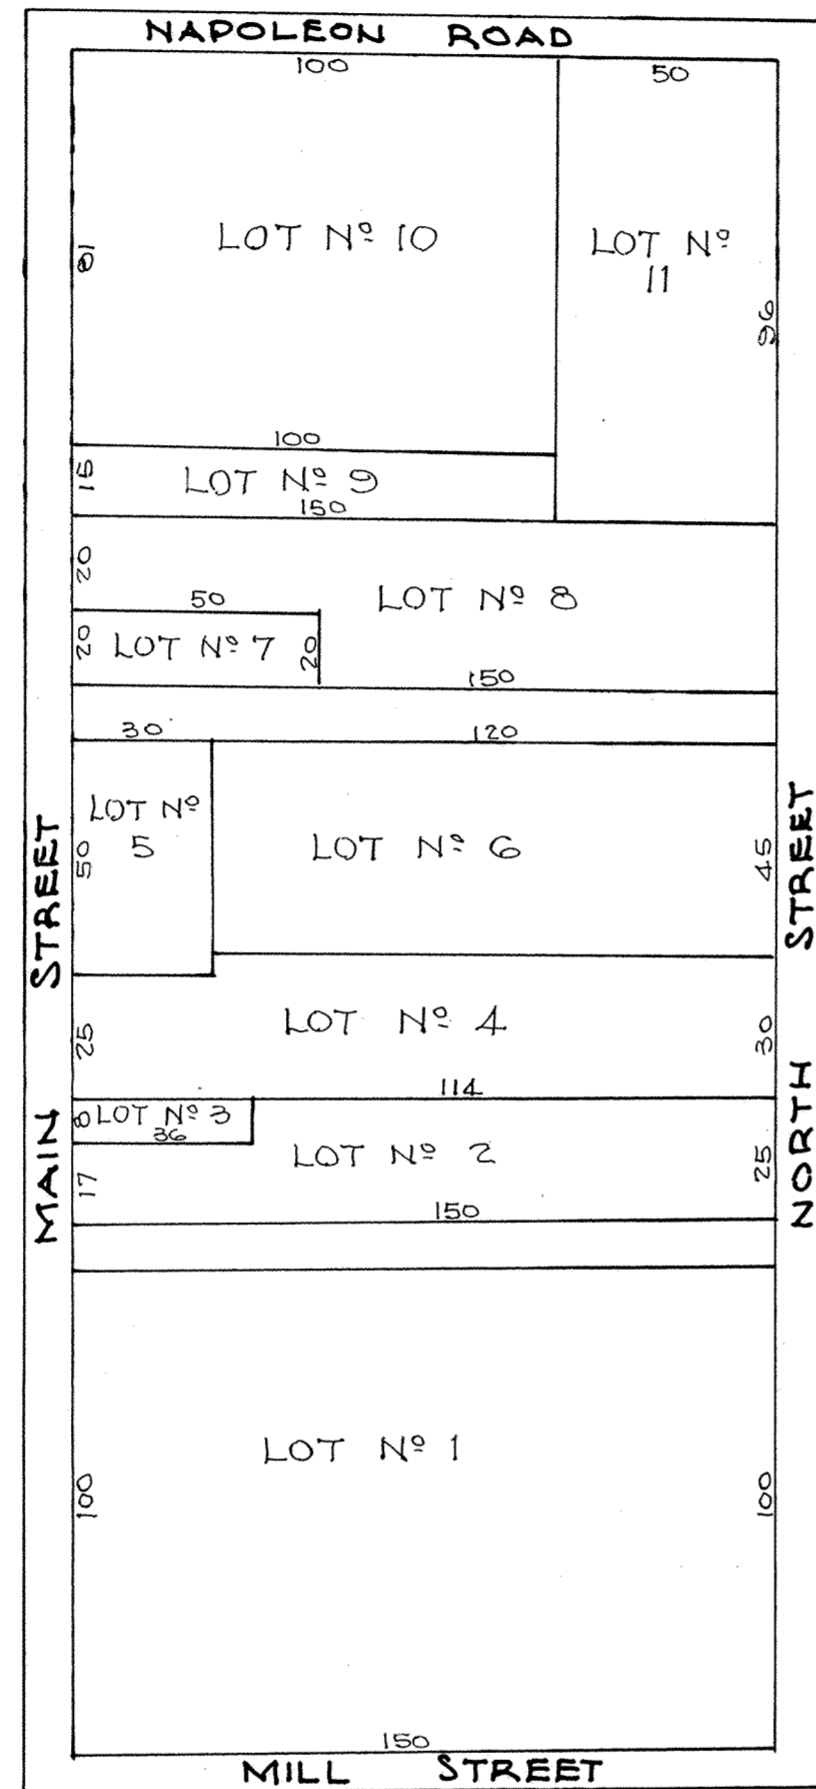 NAPOLEON ROAD
100
50
LOT Nº 10
LOT Nº
11
96
100
15
LOT Nº 9
150
20
50
LOT Nº 8
20
LOT Nº 7
20
150
30
120
LOT Nº
5
50
LOT Nº 6
45
MAIN STREET
NORTH STREET
25
LOT Nº 4
30
114
8
LOT Nº 3
36
17
LOT Nº 2
25
150
LOT Nº 1
100
100
150
MILL STREET